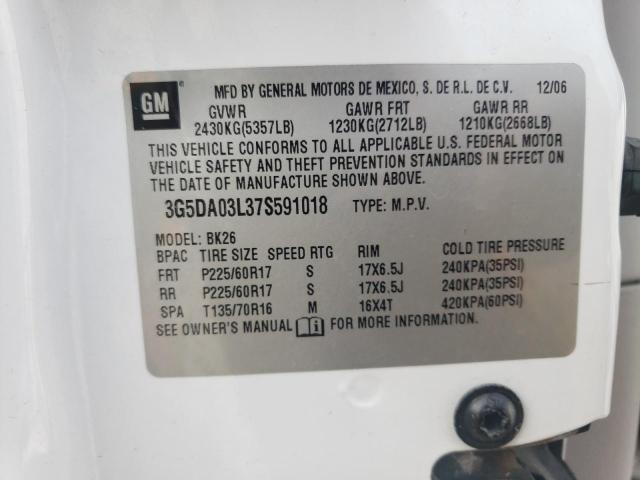 GM
MFD BY GENERAL MOTORS DE MEXICO, S. DE R.L. DE C.V. 12/06
GVWR GAWR FRT GAWR RR
2430KG(5357LB) 1230KG(2712LB) 1210KG(2668LB)
THIS VEHICLE CONFORMS TO ALL APPLICABLE U.S. FEDERAL MOTOR
VEHICLE SAFETY AND THEFT PREVENTION STANDARDS IN EFFECT ON
THE DATE OF MANUFACTURE SHOWN ABOVE.
3G5DA03L37S591018 TYPE: M.P.V.
MODEL: BK26
BPAC TIRE SIZE SPEED RTG RIM COLD TIRE PRESSURE
FRT P225/60R17 S 17X6.5J 240KPA(35PSI)
RR P225/60R17 S 17X6.5J 240KPA(35PSI)
SPA T135/70R16 M 16X4T 420KPA(60PSI)
SEE OWNER'S MANUAL FOR MORE INFORMATION.